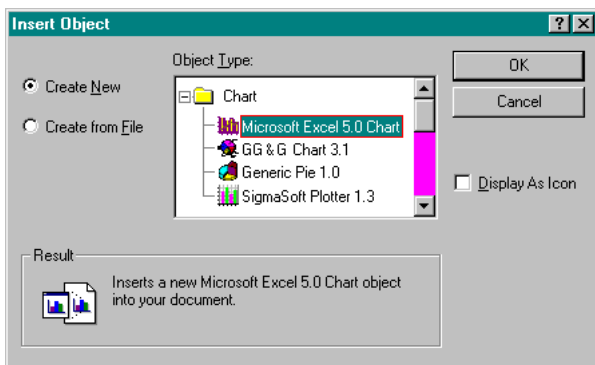 Insert Object
Object Type:
Create New
Create from File
Chart
Microsoft Excel 5.0 Chart
GG & G Chart 3.1
Generic Pie 1.0
SigmaSoft Plotter 1.3
OK
Cancel
Display As Icon
Result
Inserts a new Microsoft Excel 5.0 Chart object
into your document.